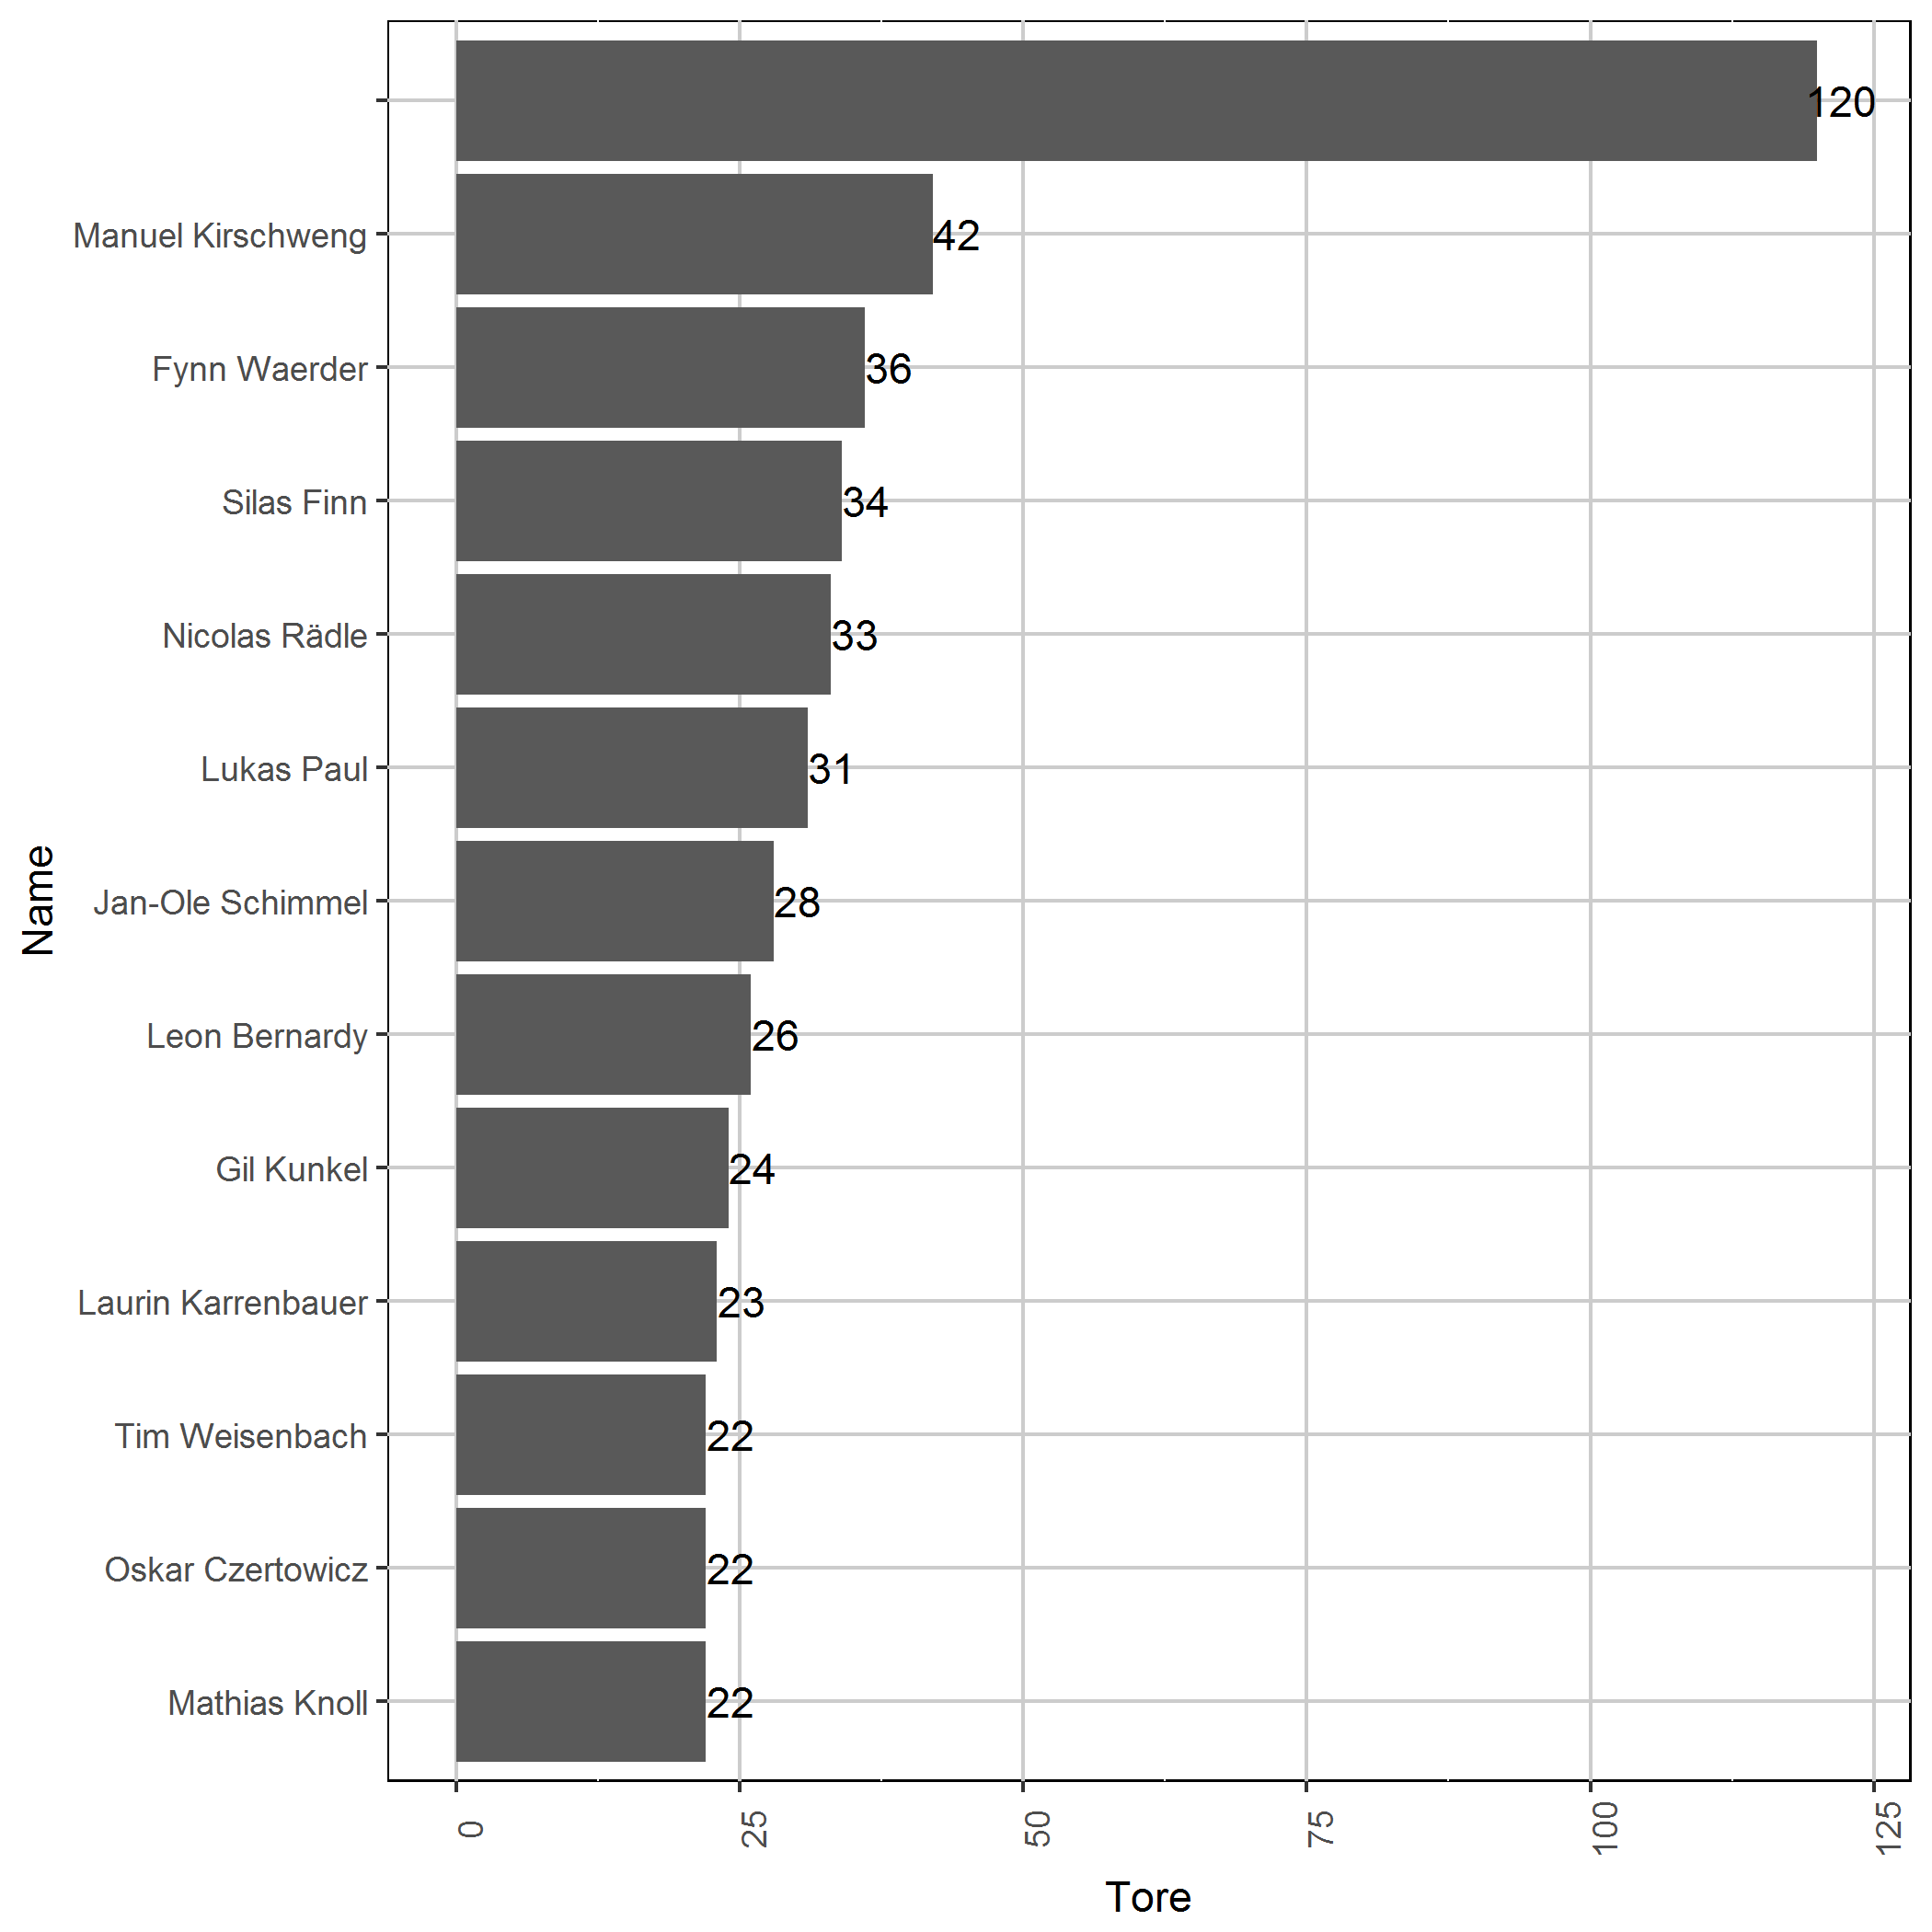 120
Manuel Kirschweng 42
Fynn Waerder 36
Silas Finn 34
Nicolas Rädle 33
Lukas Paul 31
Jan-Ole Schimmel 28
Leon Bernardy 26
Gil Kunkel 24
Laurin Karrenbauer 23
Tim Weisenbach 22
Oskar Czertowicz 22
Mathias Knoll 22
Name
0 25 50 75 100 125
Tore